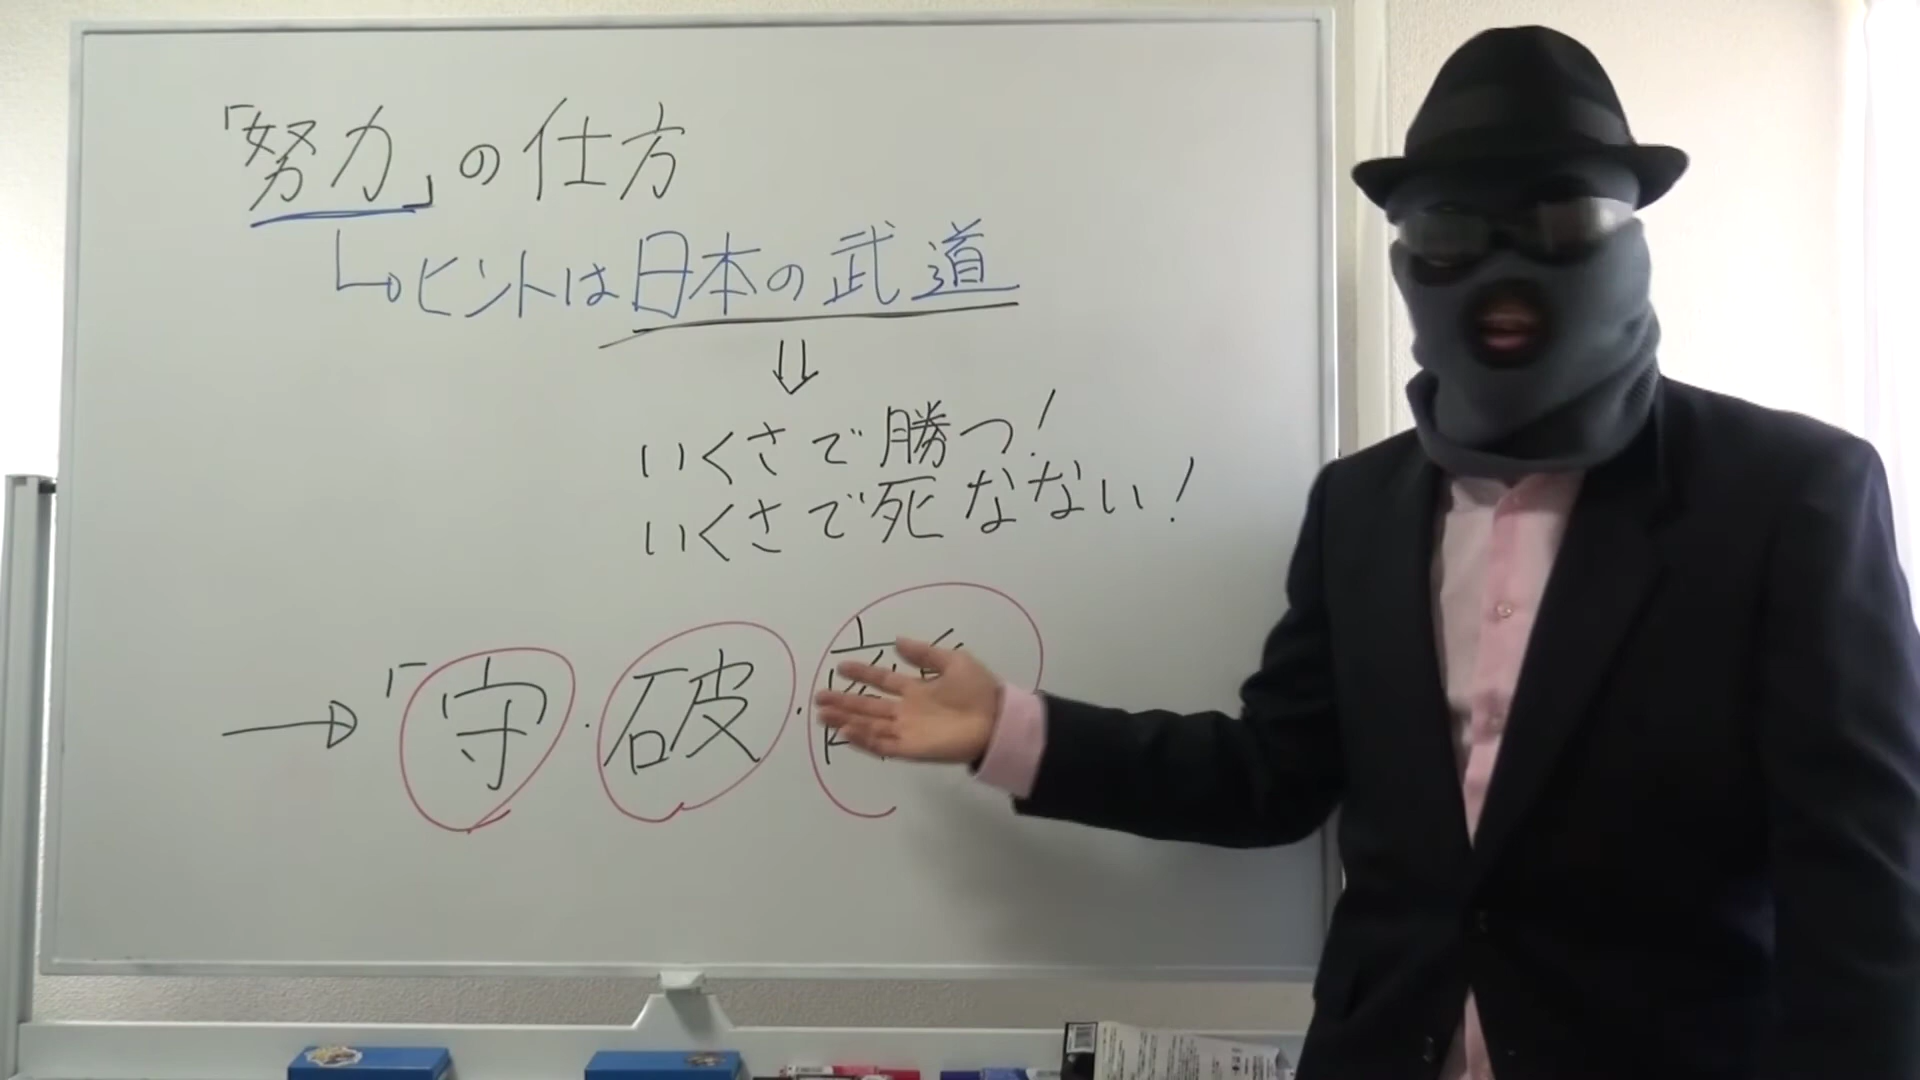 「努力」の仕方
ヒントは日本の武道
いくさで勝つ!
いくさで死なない!
「守・破・